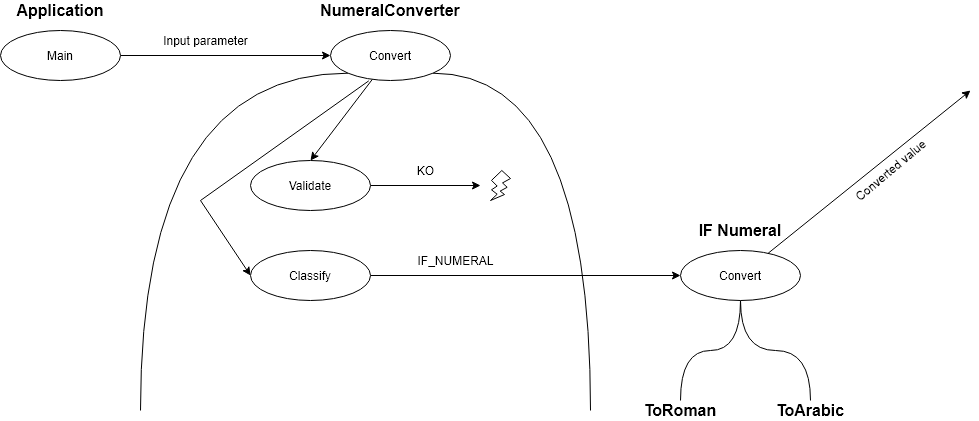 Application
NumeralConverter
Main
Input parameter
Convert
Validate
KO
Converted value
Classify
IF_NUMERAL
IF Numeral
Convert
ToRoman
ToArabic